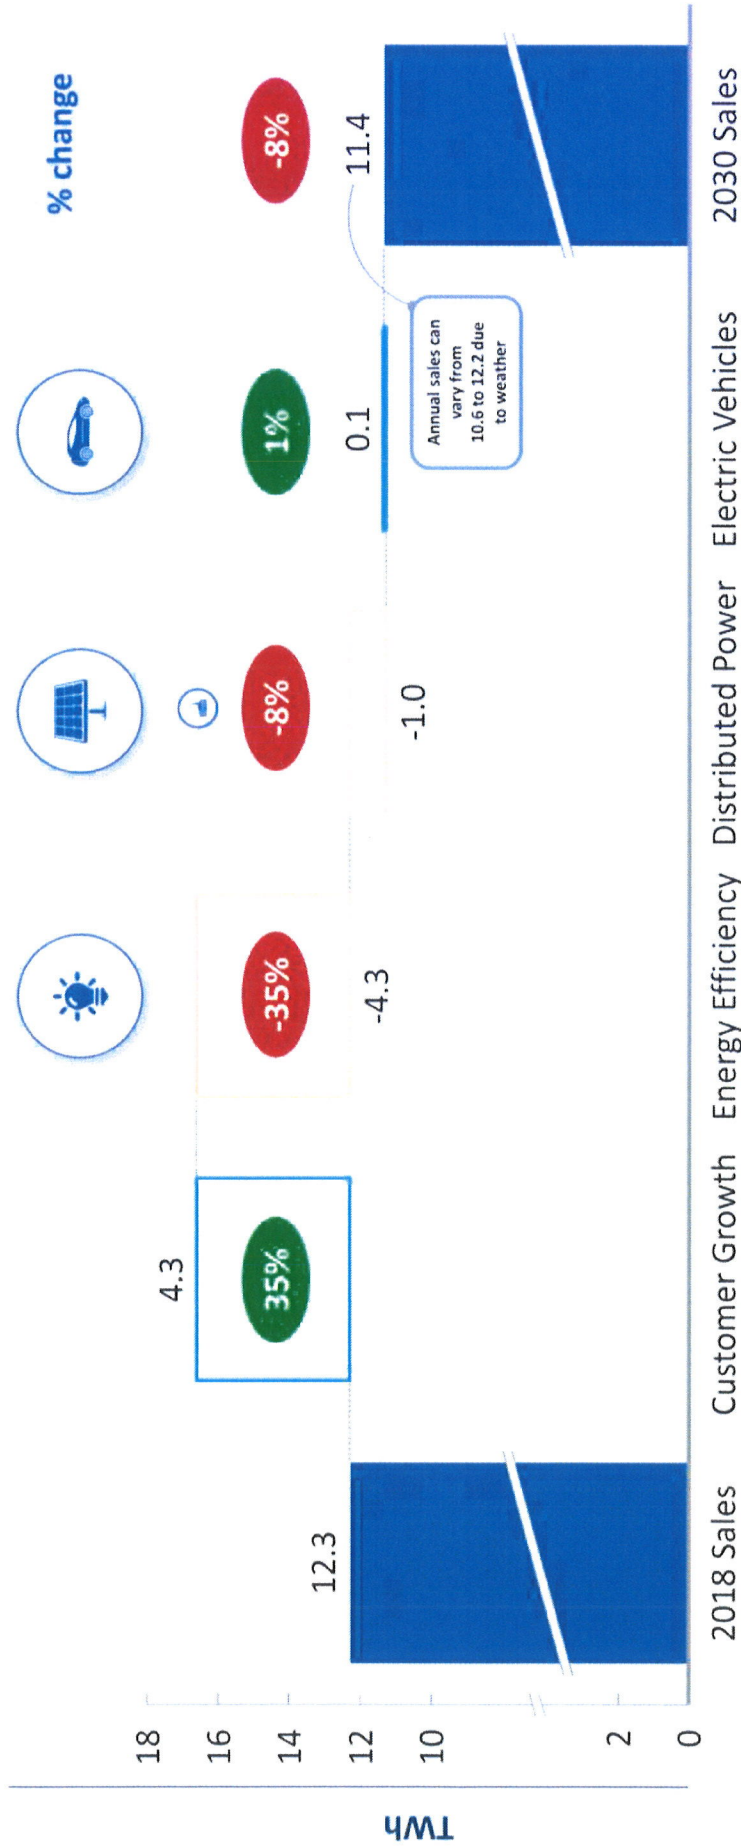 % change
35%
-35%
-8%
1%
-8%
12.3
4.3
-4.3
-1.0
0.1
11.4
Annual sales can
vary from
10.6 to 12.2 due
to weather
TWh
18
16
14
12
10
2
0
2018 Sales
Customer Growth
Energy Efficiency
Distributed Power
Electric Vehicles
2030 Sales